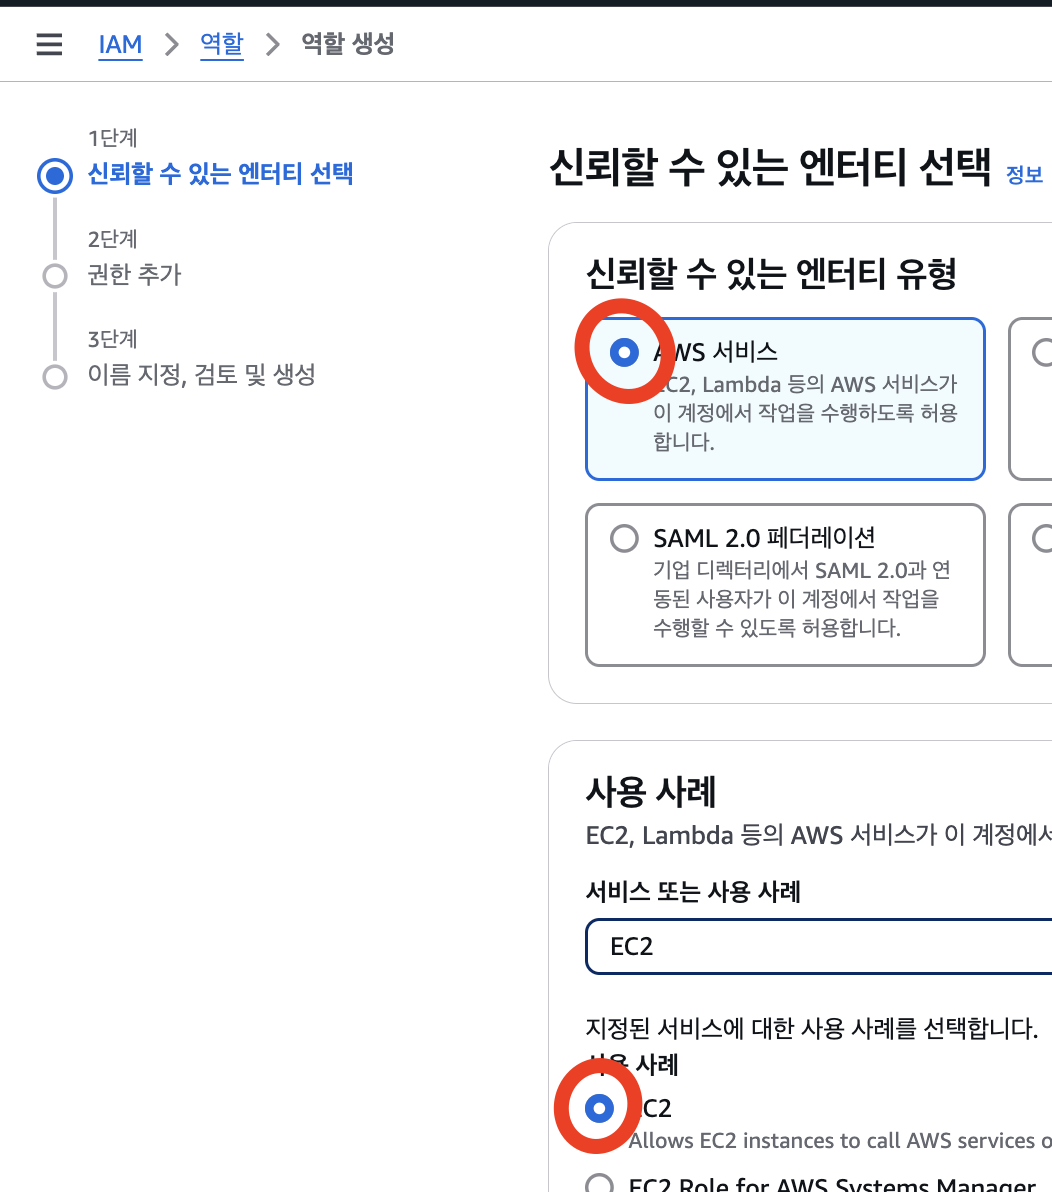 IAM > 역할 > 역할 생성
1단계
신뢰할 수 있는 엔터티 선택
2단계
권한 추가
3단계
이름 지정, 검토 및 생성
신뢰할 수 있는 엔터티 선택 정보
신뢰할 수 있는 엔터티 유형
AWS 서비스
EC2, Lambda 등의 AWS 서비스가
이 계정에서 작업을 수행하도록 허용
합니다.
SAML 2.0 페더레이션
기업 디렉터리에서 SAML 2.0과 연
동된 사용자가 이 계정에서 작업을
수행할 수 있도록 허용합니다.
사용 사례
EC2, Lambda 등의 AWS 서비스가 이 계정에서
서비스 또는 사용 사례
EC2
지정된 서비스에 대한 사용 사례를 선택합니다.
사용 사례
EC2
Allows EC2 instances to call AWS services
EC2 Role for AWS Systems Manager